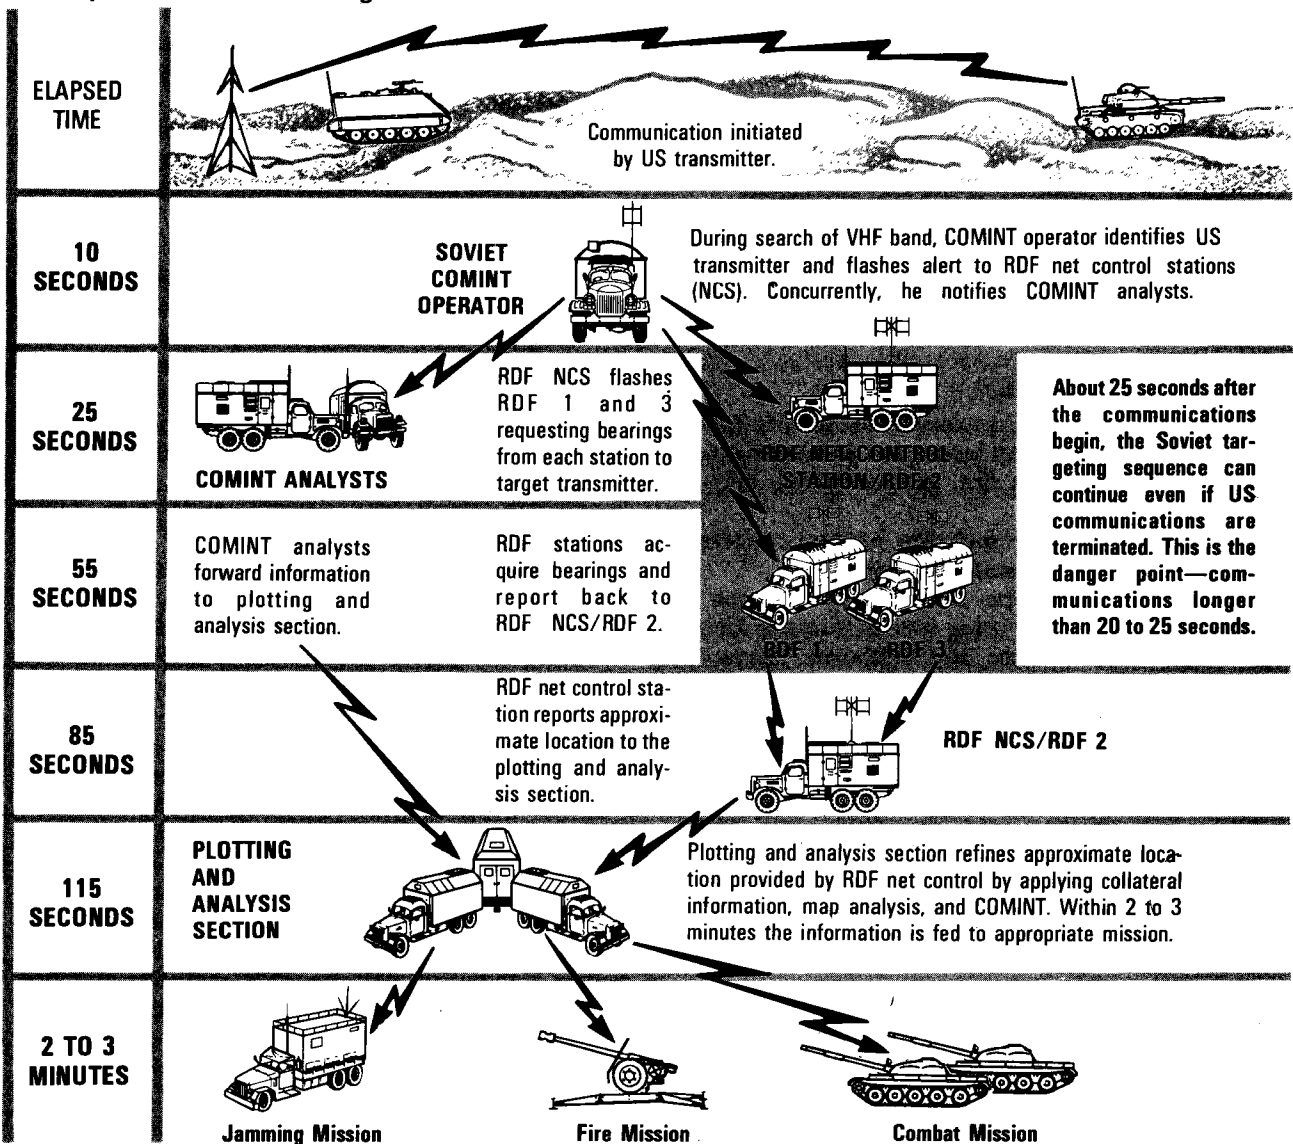 ELAPSED
TIME
Communication initiated
by US transmitter.
10
SECONDS
SOVIET
COMINT
OPERATOR
During search of VHF band, COMINT operator identifies US
transmitter and flashes alert to RDF net control stations
(NCS). Concurrently, he notifies COMINT analysts.
25
SECONDS
COMINT ANALYSTS
RDF NCS flashes
RDF 1 and 3
requesting bearings
from each station to
target transmitter.
RDF NET CONTROL
STATION/RDF 2
About 25 seconds after
the communications
begin, the Soviet tar-
geting sequence can
continue even if US
communications are
terminated. This is the
danger point—com-
munications longer
than 20 to 25 seconds.
55
SECONDS
COMINT analysts
forward information
to plotting and
analysis section.
RDF stations ac-
quire bearings and
report back to
RDF NCS/RDF 2.
RDF 1
RDF 3
85
SECONDS
RDF net control sta-
tion reports approxi-
mate location to the
plotting and analy-
sis section.
RDF NCS/RDF 2
115
SECONDS
PLOTTING
AND
ANALYSIS
SECTION
Plotting and analysis section refines approximate loca-
tion provided by RDF net control by applying collateral
information, map analysis, and COMINT. Within 2 to 3
minutes the information is fed to appropriate mission.
2 TO 3
MINUTES
Jamming Mission
Fire Mission
Combat Mission